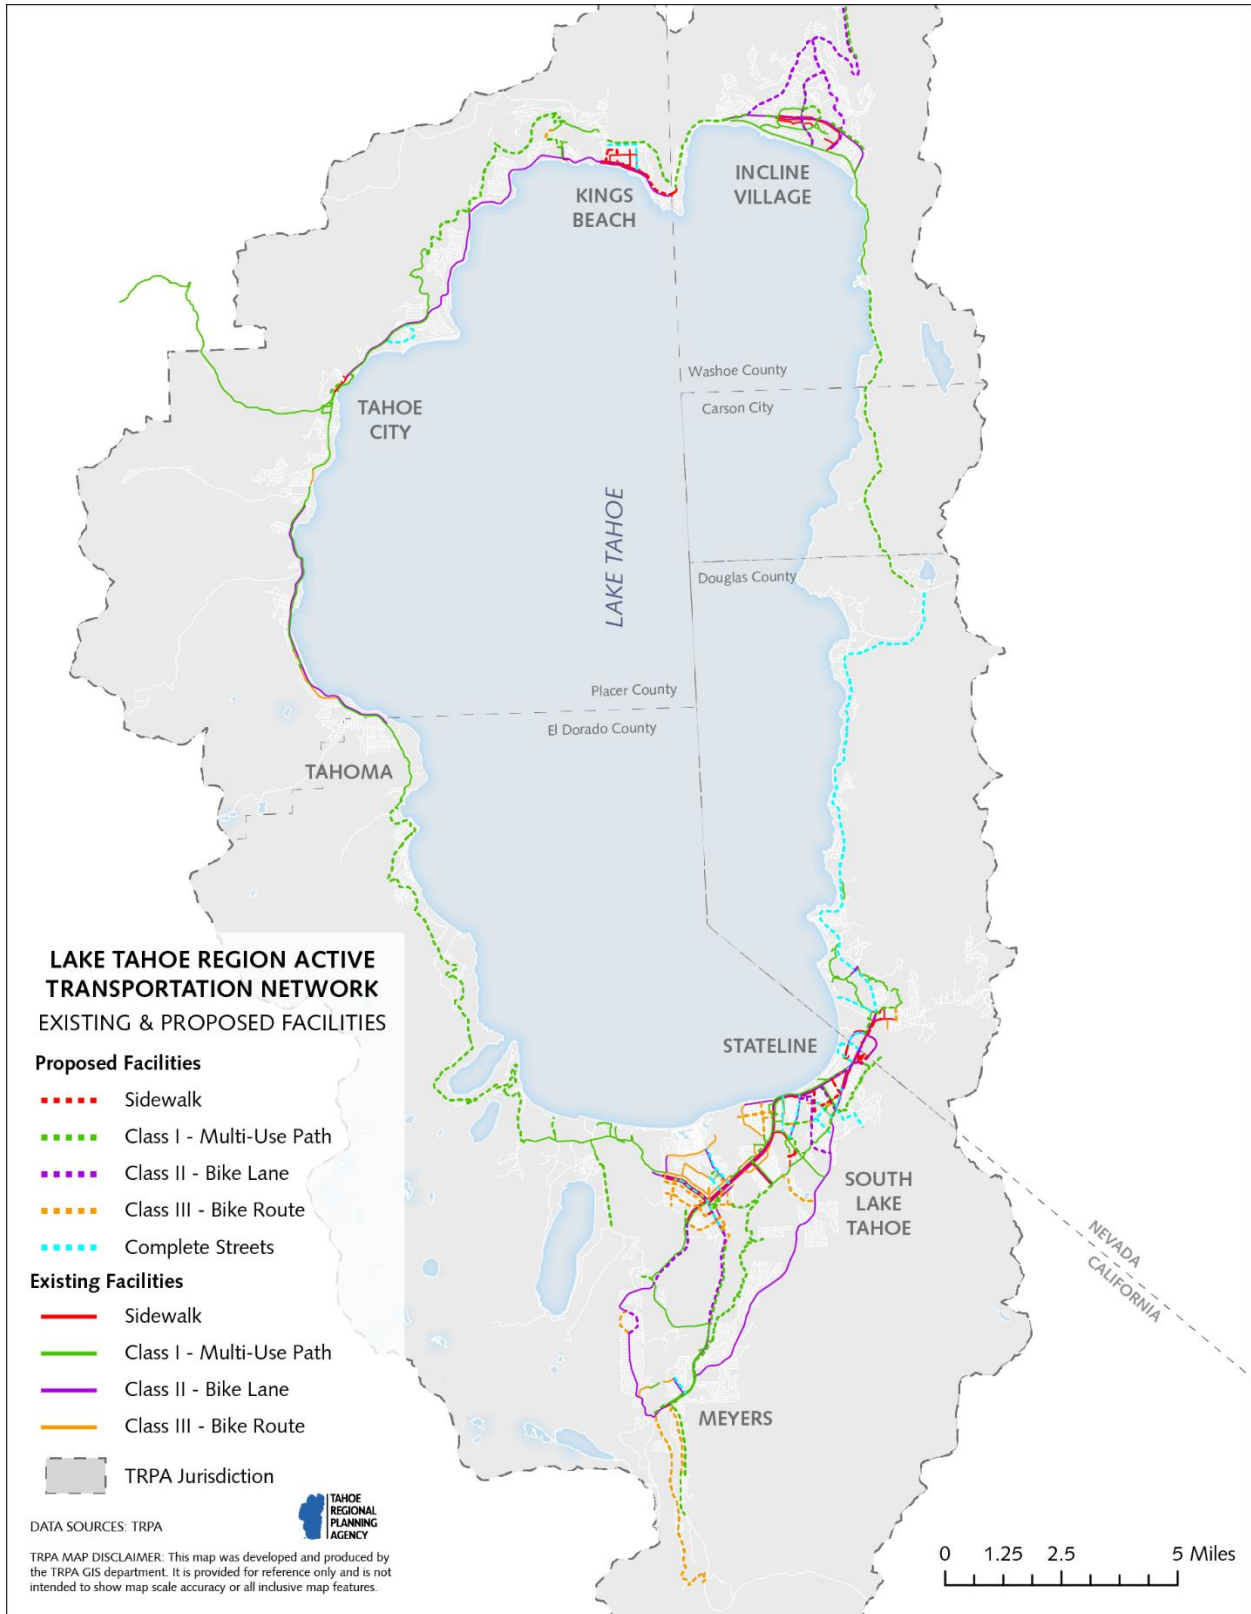 INCLINE
VILLAGE
KINGS
BEACH
Washoe County
Carson City
TAHOE
CITY
LAKE TAHOE
Douglas County
Placer County
El Dorado County
TAHOMA
STATELINE
SOUTH
LAKE
TAHOE
NEVADA
CALIFORNIA
MEYERS
LAKE TAHOE REGION ACTIVE
TRANSPORTATION NETWORK
EXISTING & PROPOSED FACILITIES
Proposed Facilities
Sidewalk
Class I - Multi-Use Path
Class II - Bike Lane
Class III - Bike Route
Complete Streets
Existing Facilities
Sidewalk
Class I - Multi-Use Path
Class II - Bike Lane
Class III - Bike Route
TRPA Jurisdiction
TAHOE
REGIONAL
PLANNING
AGENCY
DATA SOURCES: TRPA
TRPA MAP DISCLAIMER: This map was developed and produced by
the TRPA GIS department. It is provided for reference only and is not
intended to show map scale accuracy or all inclusive map features.
0 1.25 2.5 5 Miles